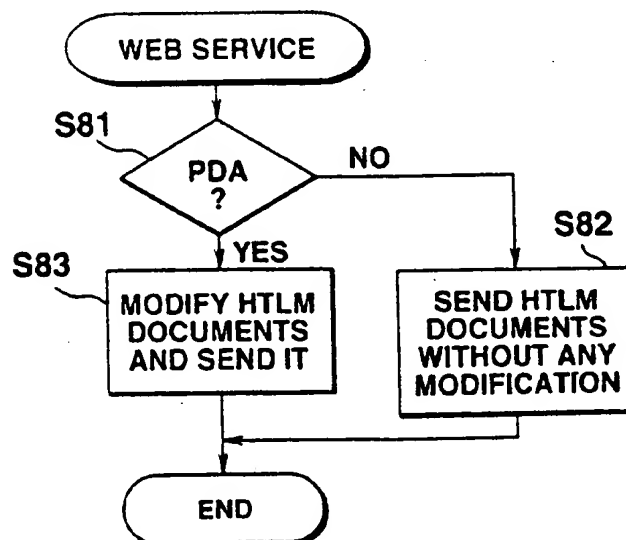 WEB SERVICE
S81
PDA
?
NO
YES
S83
MODIFY HTLM
DOCUMENTS
AND SEND IT
S82
SEND HTLM
DOCUMENTS
WITHOUT ANY
MODIFICATION
END